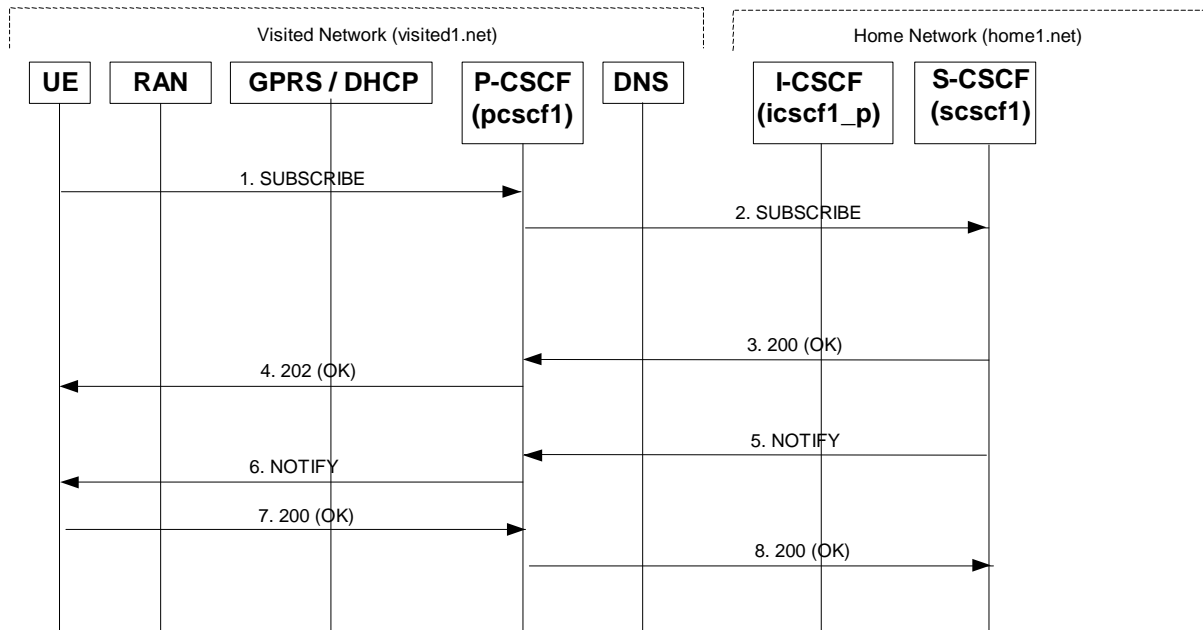 Visited Network (visited1.net)
Home Network (home1.net)
UE
RAN
GPRS / DHCP
P-CSCF
(pcscf1)
DNS
I-CSCF
(icscf1_p)
S-CSCF
(scscf1)
1. SUBSCRIBE
2. SUBSCRIBE
3. 200 (OK)
4. 202 (OK)
5. NOTIFY
6. NOTIFY
7. 200 (OK)
8. 200 (OK)